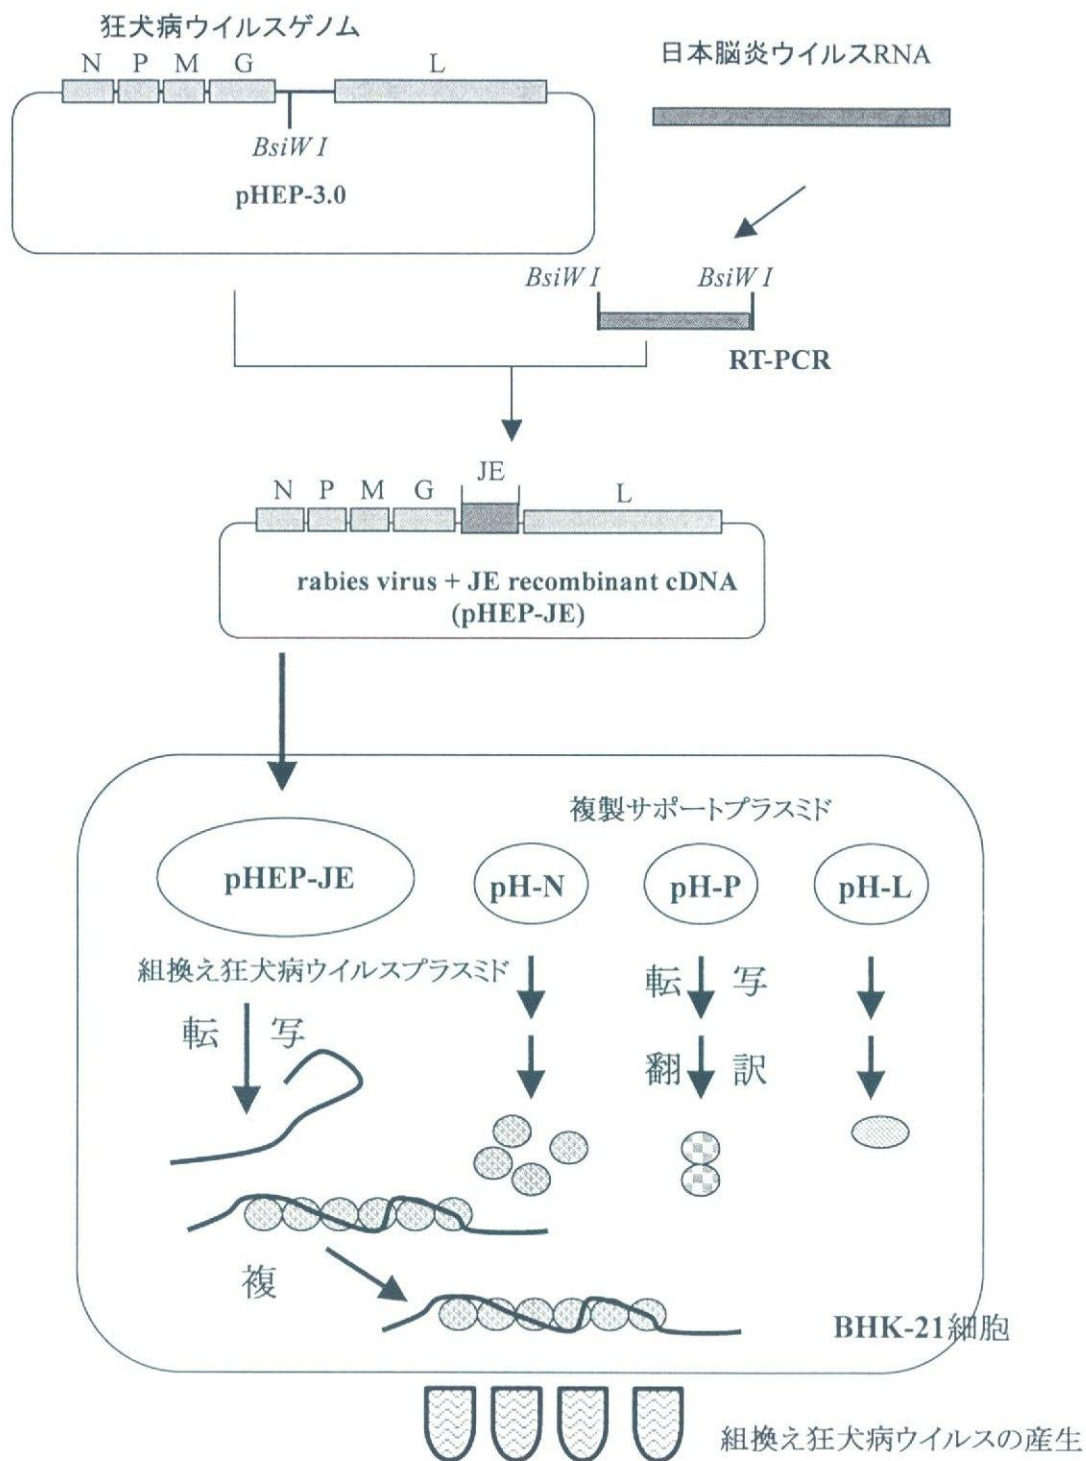 狂犬病ウイルスゲノム
N P M G L
日本脳炎ウイルスRNA
BsiW I
pHEP-3.0
BsiW I BsiW I
RT-PCR
JE
N P M G L
rabies virus + JE recombinant cDNA
(pHEP-JE)
複製サポートプラスミド
pHEP-JE pH-N pH-P pH-L
組換え狂犬病ウイルスプラスミド
転写
転写
翻訳
複
BHK-21細胞
組換え狂犬病ウイルスの産生